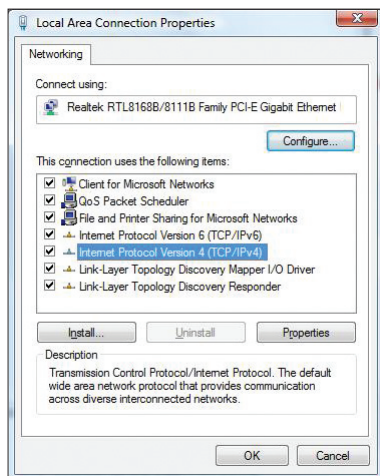 Local Area Connection Properties
Networking
Connect using:
Realtek RTL8168B/8111B Family PCI-E Gigabit Ethernet
Configure...
This connection uses the following items:
Client for Microsoft Networks
QoS Packet Scheduler
File and Printer Sharing for Microsoft Networks
Internet Protocol Version 6 (TCP/IPv6)
Internet Protocol Version 4 (TCP/IPv4)
Link-Layer Topology Discovery Mapper I/O Driver
Link-Layer Topology Discovery Responder
Install... Uninstall Properties
Description
Transmission Control Protocol/Internet Protocol. The default
wide area network protocol that provides communication
across diverse interconnected networks.
OK Cancel